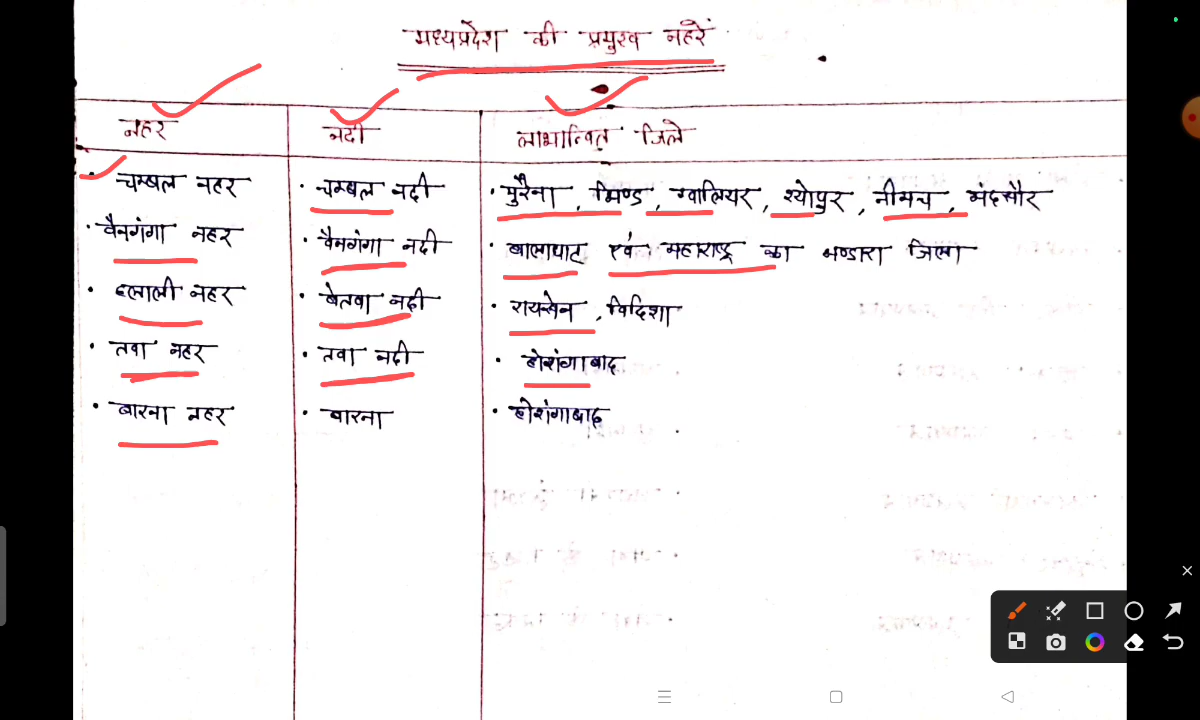 मध्यप्रदेश की प्रमुख नहरें
नहर नदी लाभान्वित जिले
चम्बल नहर • चम्बल नदी • मुरैना, भिण्ड, ग्वालियर, श्योपुर, नीमच, मंदसौर
• वैनगंगा नहर • वैनगंगा नदी • बालाघाट एवं महाराष्ट्र का भण्डारा जिला
• हलाली नहर • बेतवा नदी • रायसेन, विदिशा
• तवा नहर • तवा नदी • होशंगाबाद
• बारना नहर • बारना • होशंगाबाद